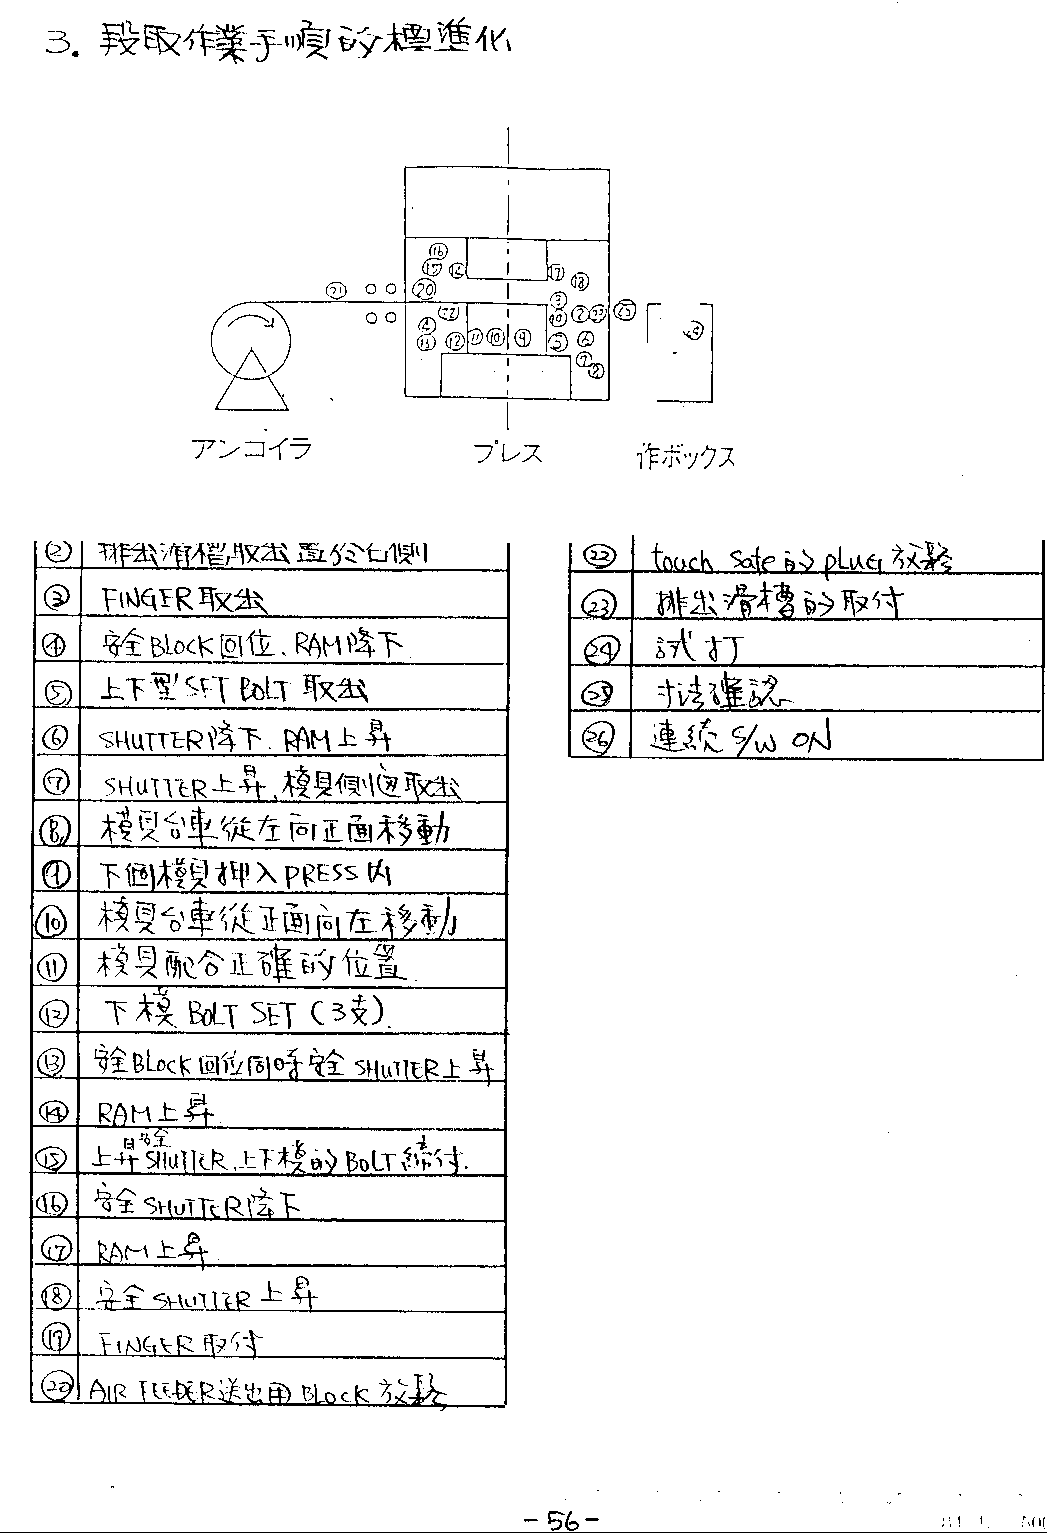 3. 段取作業手順的標準化
⑯
⑰
⑱
⑳
㉑
③
④
⑤
⑥
⑦
⑨
⑩
⑪
⑫
アンコイラ
プレス
作ボックス
② 排出滑槽取出置於右側
③ FINGER取出
④ 安全BLOCK回位、RAM降下
⑤ 上下型SET BOLT 取出
⑥ SHUTTER降下、RAM上昇
⑦ SHUTTER上昇,模具側邊取出
⑧ 模具台車從左向正面移動
⑨ 下個模具押入PRESS內
⑩ 模具台車從正面向左移動
⑪ 模具配合正確的位置
⑫ 下模 BOLT SET (3支)
⑬ 安全BLOCK回位同時安全SHUTTER上昇
⑭ RAM上昇
⑮ 上昇安全SHUTTER,上下模的BOLT締付.
⑯ 安全SHUTTER降下
⑰ RAM上昇
⑱ 安全SHUTTER上昇
⑲ FINGER取付
⑳ AIR FEEDER送出用BLOCK放鬆
㉒ touch safe的PLUG放鬆
㉓ 排出滑槽的取付
㉔ 試打
㉕ 寸法確認
㉖ 連続S/W ON
-56-